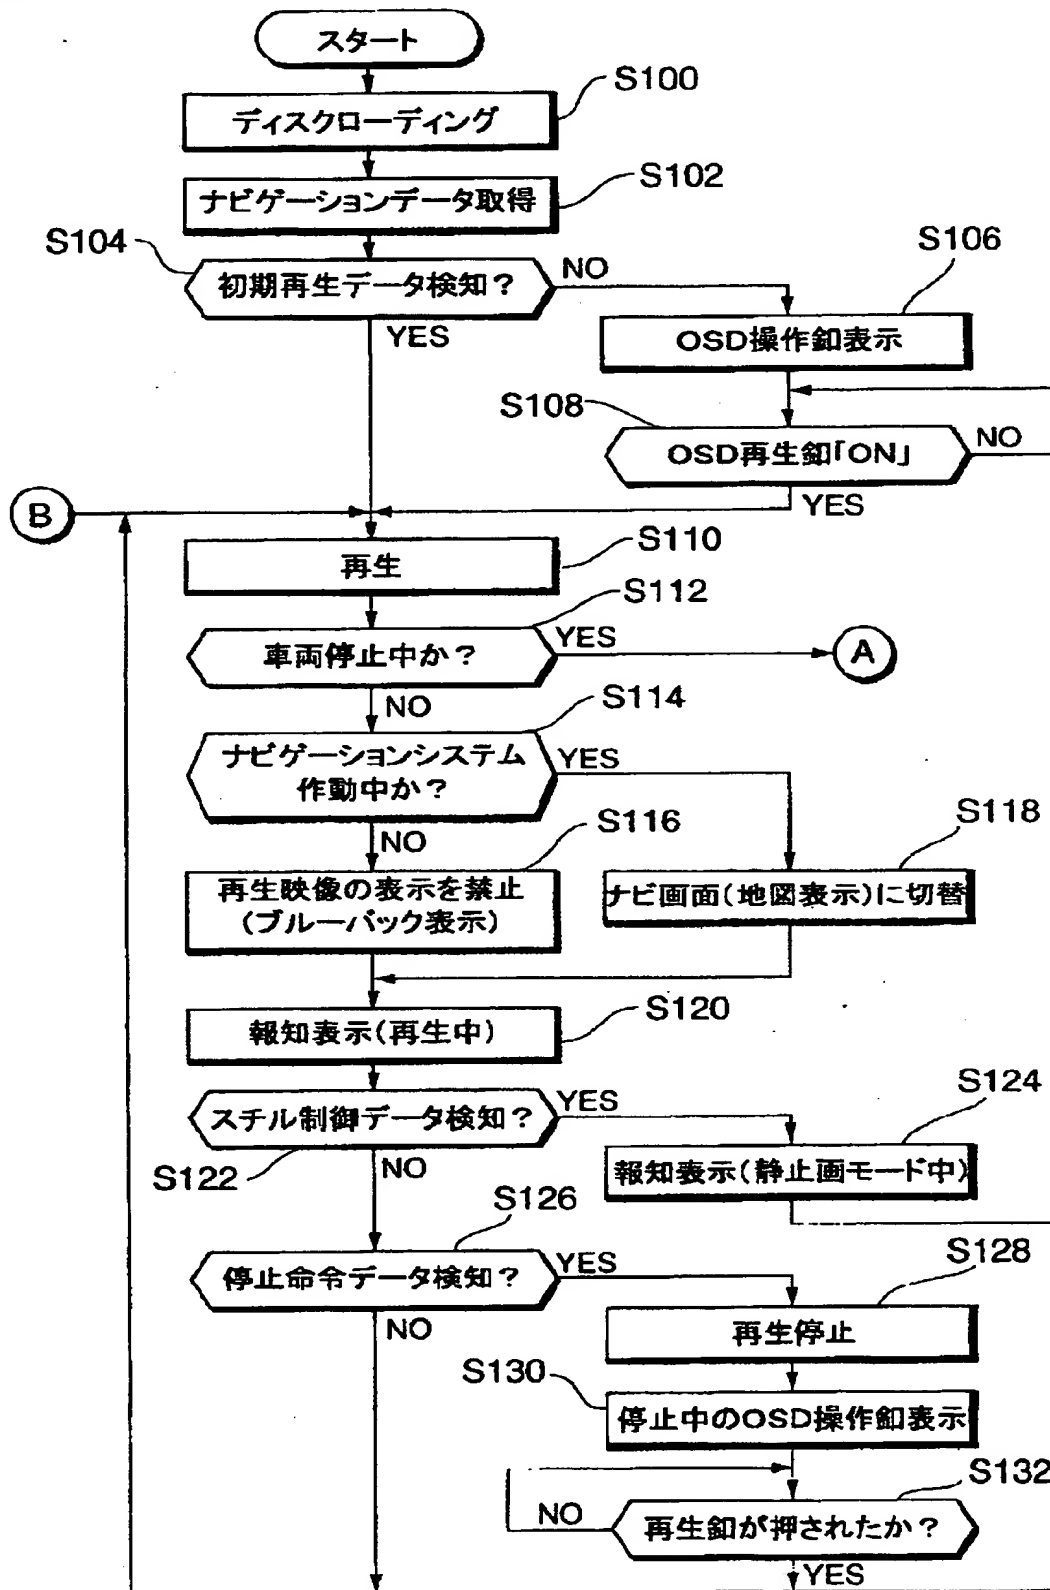 スタート
S100
ディスクローディング
S102
ナビゲーションデータ取得
S104
初期再生データ検知？
NO
YES
S106
OSD操作釦表示
S108
OSD再生釦「ON」
NO
YES
B
S110
再生
S112
車両停止中か？
YES
A
NO
S114
ナビゲーションシステム
作動中か？
YES
NO
S116
再生映像の表示を禁止
(ブルーバック表示)
S118
ナビ画面(地図表示)に切替
S120
報知表示(再生中)
スチル制御データ検知？
YES
S122
NO
S124
報知表示(静止画モード中)
S126
停止命令データ検知？
YES
NO
S128
再生停止
S130
停止中のOSD操作釦表示
S132
再生釦が押されたか？
NO
YES